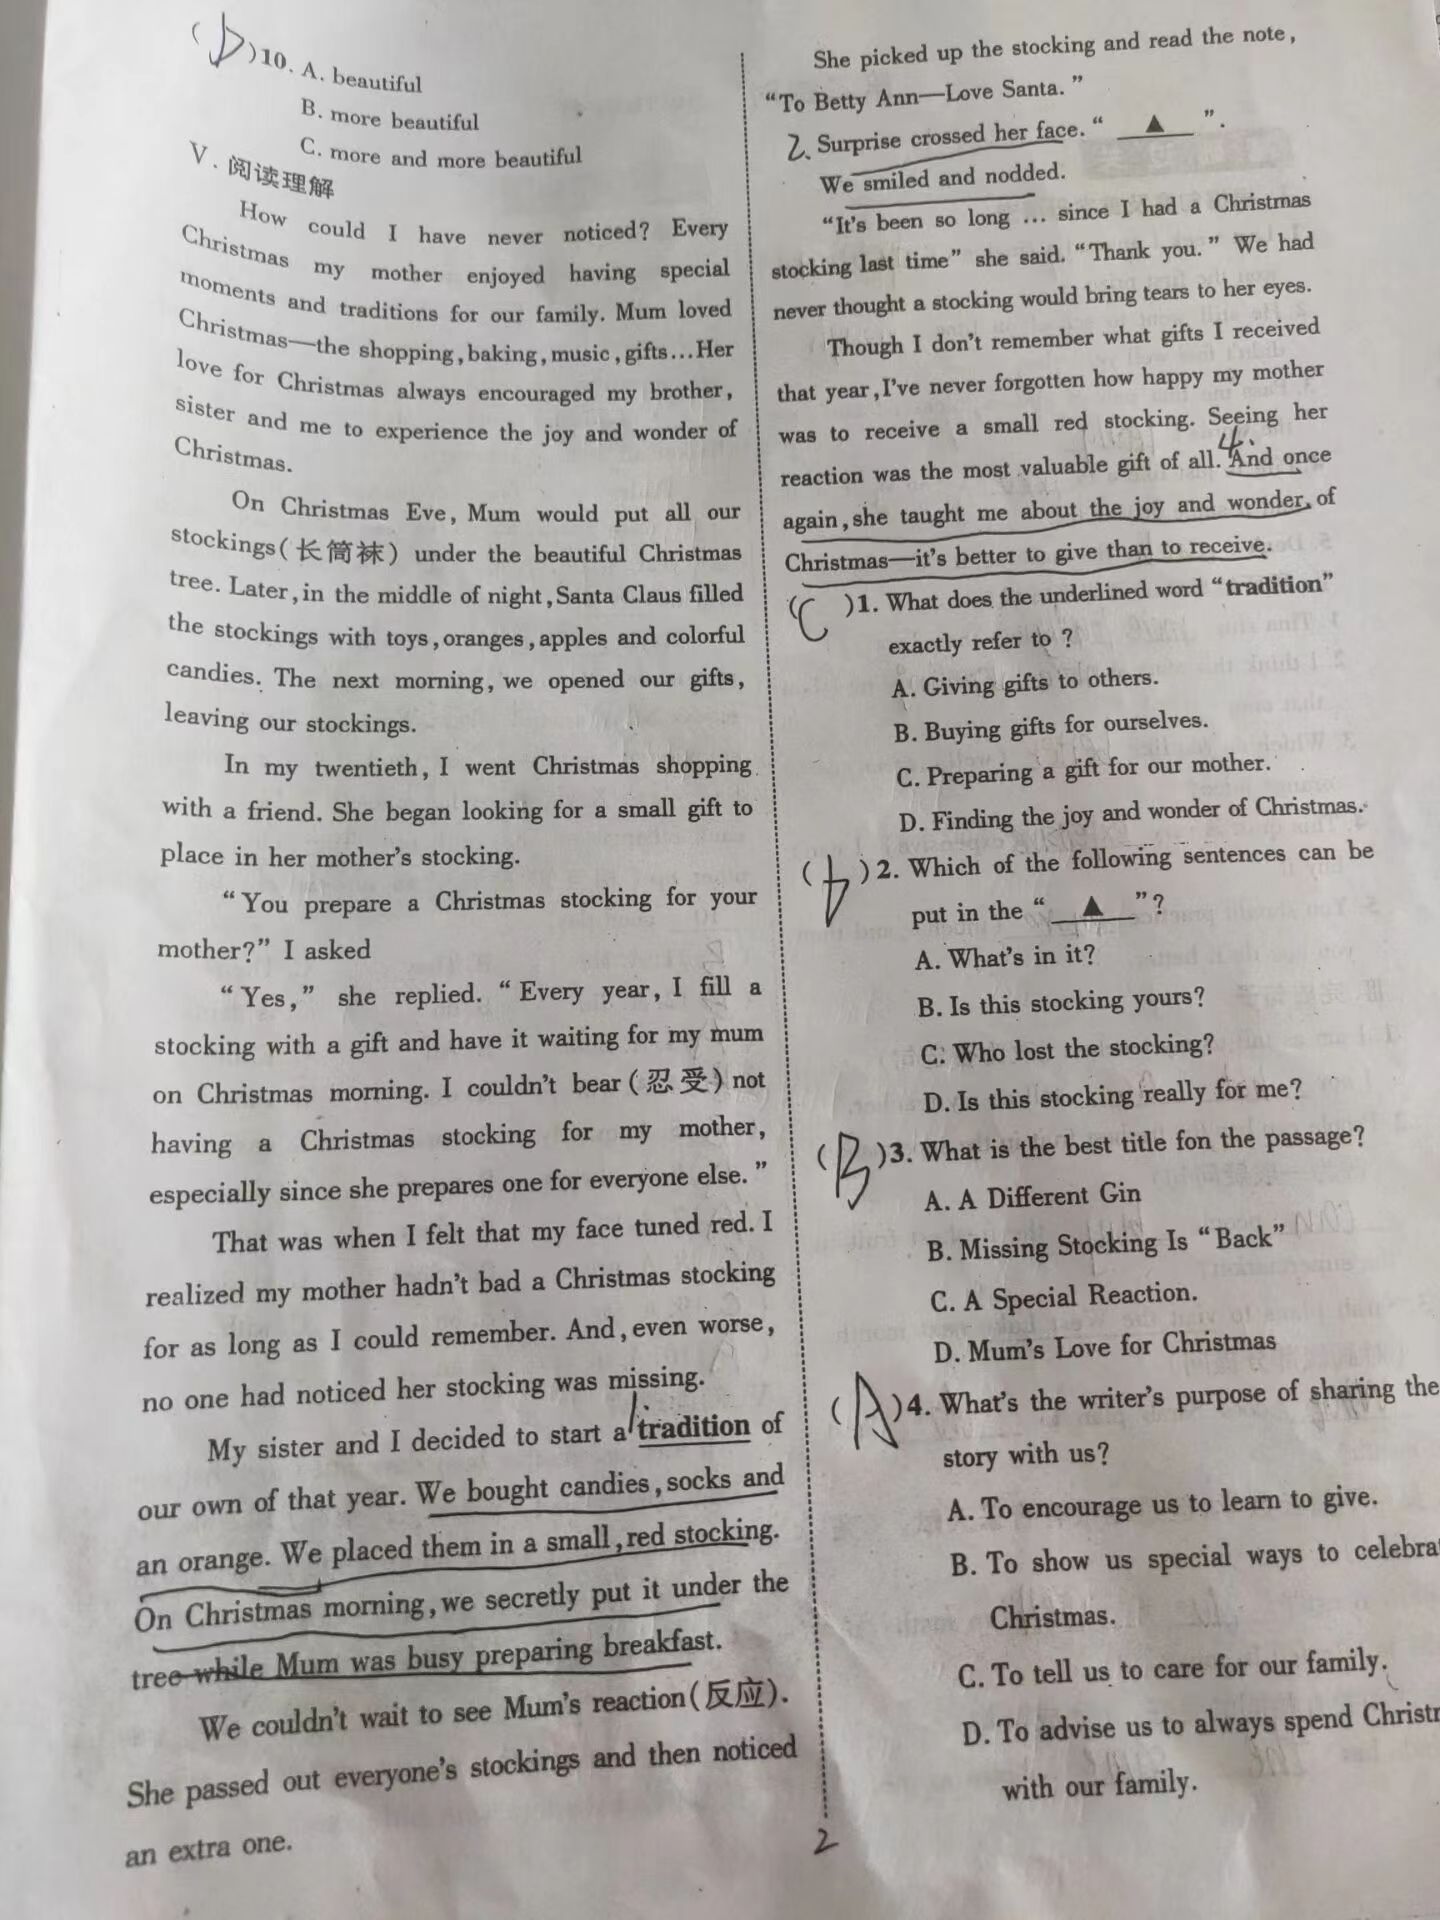 (D)10. A. beautiful
B. more beautiful
C. more and more beautiful
V. 阅读理解
How could I have never noticed? Every
Christmas my mother enjoyed having special
moments and traditions for our family. Mum loved
Christmas—the shopping,baking,music,gifts...Her
love for Christmas always encouraged my brother,
sister and me to experience the joy and wonder of
Christmas.
On Christmas Eve, Mum would put all our
stockings(长筒袜) under the beautiful Christmas
tree. Later,in the middle of night,Santa Claus filled
the stockings with toys,oranges,apples and colorful
candies. The next morning, we opened our gifts,
leaving our stockings.
In my twentieth, I went Christmas shopping
with a friend. She began looking for a small gift to
place in her mother's stocking.
“You prepare a Christmas stocking for your
mother?” I asked
“Yes,” she replied. “Every year, I fill a
stocking with a gift and have it waiting for my mum
on Christmas morning. I couldn't bear(忍受) not
having a Christmas stocking for my mother,
especially since she prepares one for everyone else.”
That was when I felt that my face tuned red. I
realized my mother hadn't bad a Christmas stocking
for as long as I could remember. And,even worse,
no one had noticed her stocking was missing.
My sister and I decided to start a 1. tradition of
our own of that year. We bought candies,socks and
an orange. We placed them in a small,red stocking.
On Christmas morning,we secretly put it under the
tree while Mum was busy preparing breakfast.
We couldn't wait to see Mum's reaction(反应).
She passed out everyone's stockings and then noticed
an extra one.
She picked up the stocking and read the note,
“To Betty Ann—Love Santa.”
2. Surprise crossed her face. “ ▲ ”.
We smiled and nodded.
“It's been so long ... since I had a Christmas
stocking last time” she said. “Thank you.” We had
never thought a stocking would bring tears to her eyes.
Though I don't remember what gifts I received
that year,I've never forgotten how happy my mother
was to receive a small red stocking. Seeing her
reaction was the most valuable gift of all. 4. And once
again,she taught me about the joy and wonder of
Christmas—it's better to give than to receive.
(C)1. What does the underlined word “tradition”
exactly refer to ?
A. Giving gifts to others.
B. Buying gifts for ourselves.
C. Preparing a gift for our mother.
D. Finding the joy and wonder of Christmas.
(D)2. Which of the following sentences can be
put in the “ ▲ ”?
A. What's in it?
B. Is this stocking yours?
C. Who lost the stocking?
D. Is this stocking really for me?
(B)3. What is the best title fon the passage?
A. A Different Gin
B. Missing Stocking Is “Back”
C. A Special Reaction.
D. Mum's Love for Christmas
(A)4. What's the writer's purpose of sharing the
story with us?
A. To encourage us to learn to give.
B. To show us special ways to celebra
Christmas.
C. To tell us to care for our family.
D. To advise us to always spend Christ
with our family.
2